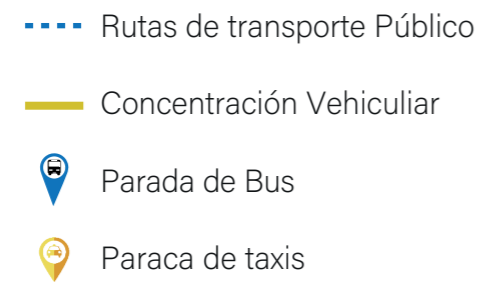 Rutas de transporte Público
Concentración Vehiculiar
Parada de Bus
Paraca de taxis